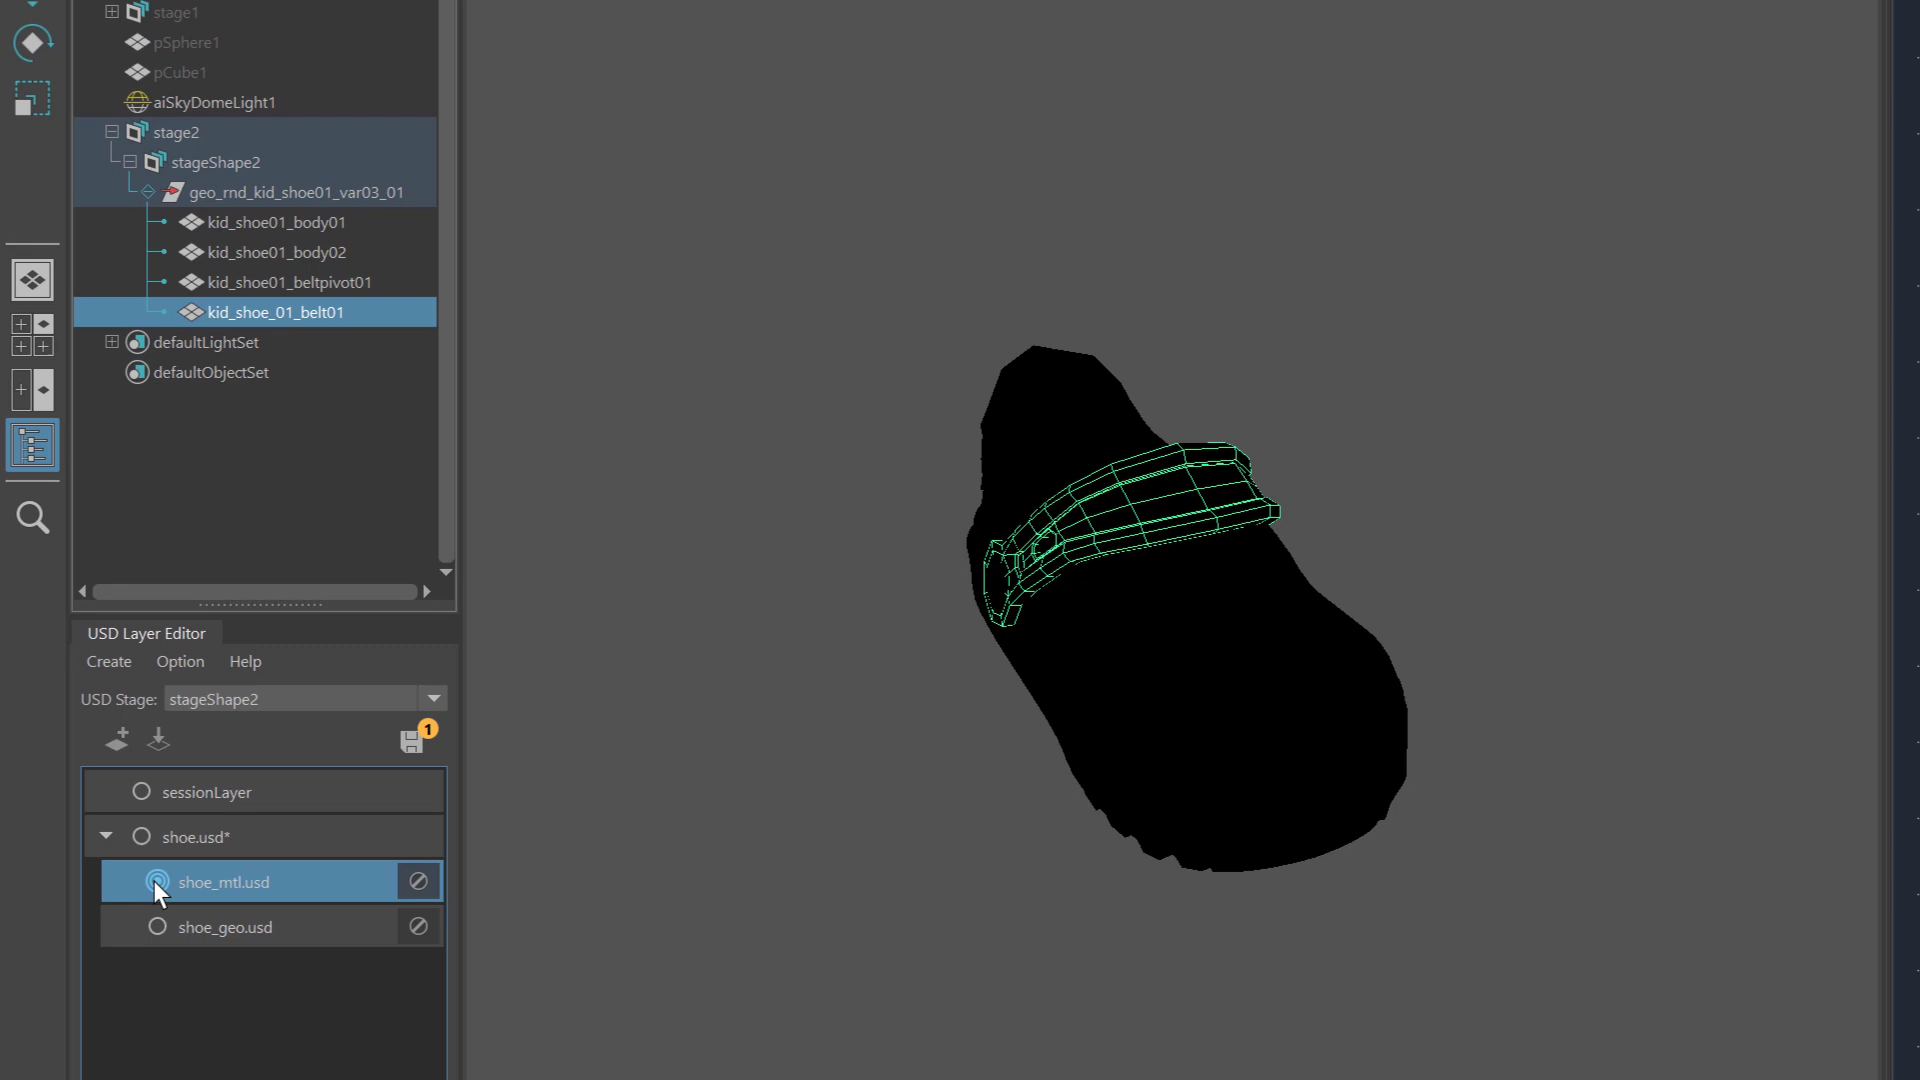 stage1
pSphere1
pCube1
aiSkyDomeLight1
stage2
stageShape2
geo_rnd_kid_shoe01_var03_01
kid_shoe01_body01
kid_shoe01_body02
kid_shoe01_beltpivot01
kid_shoe_01_belt01
defaultLightSet
defaultObjectSet
USD Layer Editor
Create Option Help
USD Stage: stageShape2
1
sessionLayer
shoe.usd*
shoe_mtl.usd
shoe_geo.usd